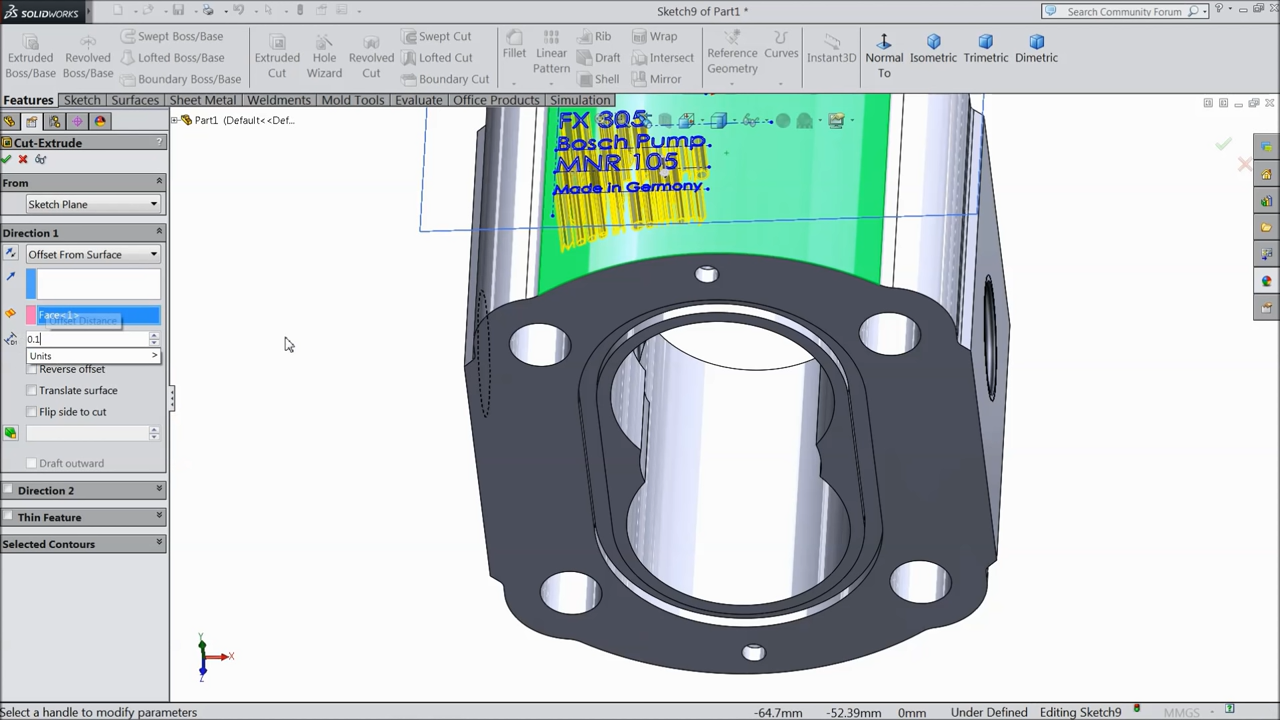 SOLIDWORKS
Sketch9 of Part1 *
Search Community Forum
Extruded Boss/Base
Revolved Boss/Base
Swept Boss/Base
Lofted Boss/Base
Boundary Boss/Base
Extruded Cut
Hole Wizard
Revolved Cut
Swept Cut
Lofted Cut
Boundary Cut
Fillet
Linear Pattern
Rib
Draft
Shell
Wrap
Intersect
Mirror
Reference Geometry
Curves
Instant3D
Normal To
Isometric
Trimetric
Dimetric
Features Sketch Surfaces Sheet Metal Weldments Mold Tools Evaluate Office Products Simulation
Part1 (Default<<Def...
Cut-Extrude
?
From
Sketch Plane
Direction 1
Offset From Surface
Face<1>
Offset Distance
0.1
Units >
Reverse offset
Translate surface
Flip side to cut
Draft outward
Direction 2
Thin Feature
Selected Contours
FX 305
Bosch Pump
MNR 105
Made in Germony
Y
X
Z
Select a handle to modify parameters
-64.7mm -52.39mm 0mm Under Defined Editing Sketch9 MMGS